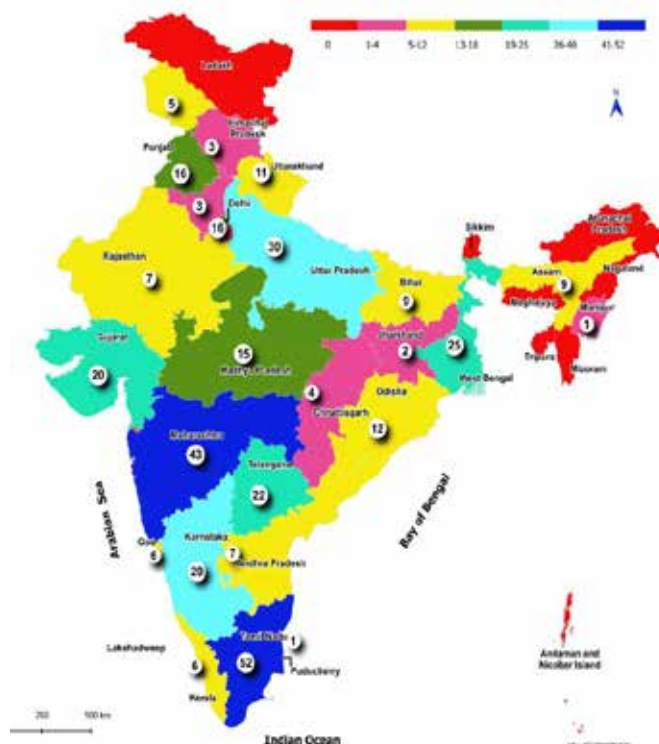 0 1-4 5-12 13-18 19-25 26-40 41-52
N
Ladakh
5
Himachal
Pradesh
3
Punjab
16
11
Uttarakhand
3
Delhi
16
Rajasthan
7
30
Uttar Pradesh
Sikkim
Arunachal
Pradesh
Assam
9
Nagaland
Meghalaya
Manipur
1
Tripura
Mizoram
Bihar
9
Jharkhand
2
25
West Bengal
Gujarat
20
15
Madhya Pradesh
4
Chhattisgarh
Odisha
12
Maharashtra
43
Telangana
22
Arabian Sea
Bay of Bengal
Goa
6
Karnataka
7
Andhra Pradesh
Lakshadweep
Tamil Nadu
1
6
52
Puducherry
Kerala
Andaman and
Nicobar Island
500 km
Indian Ocean